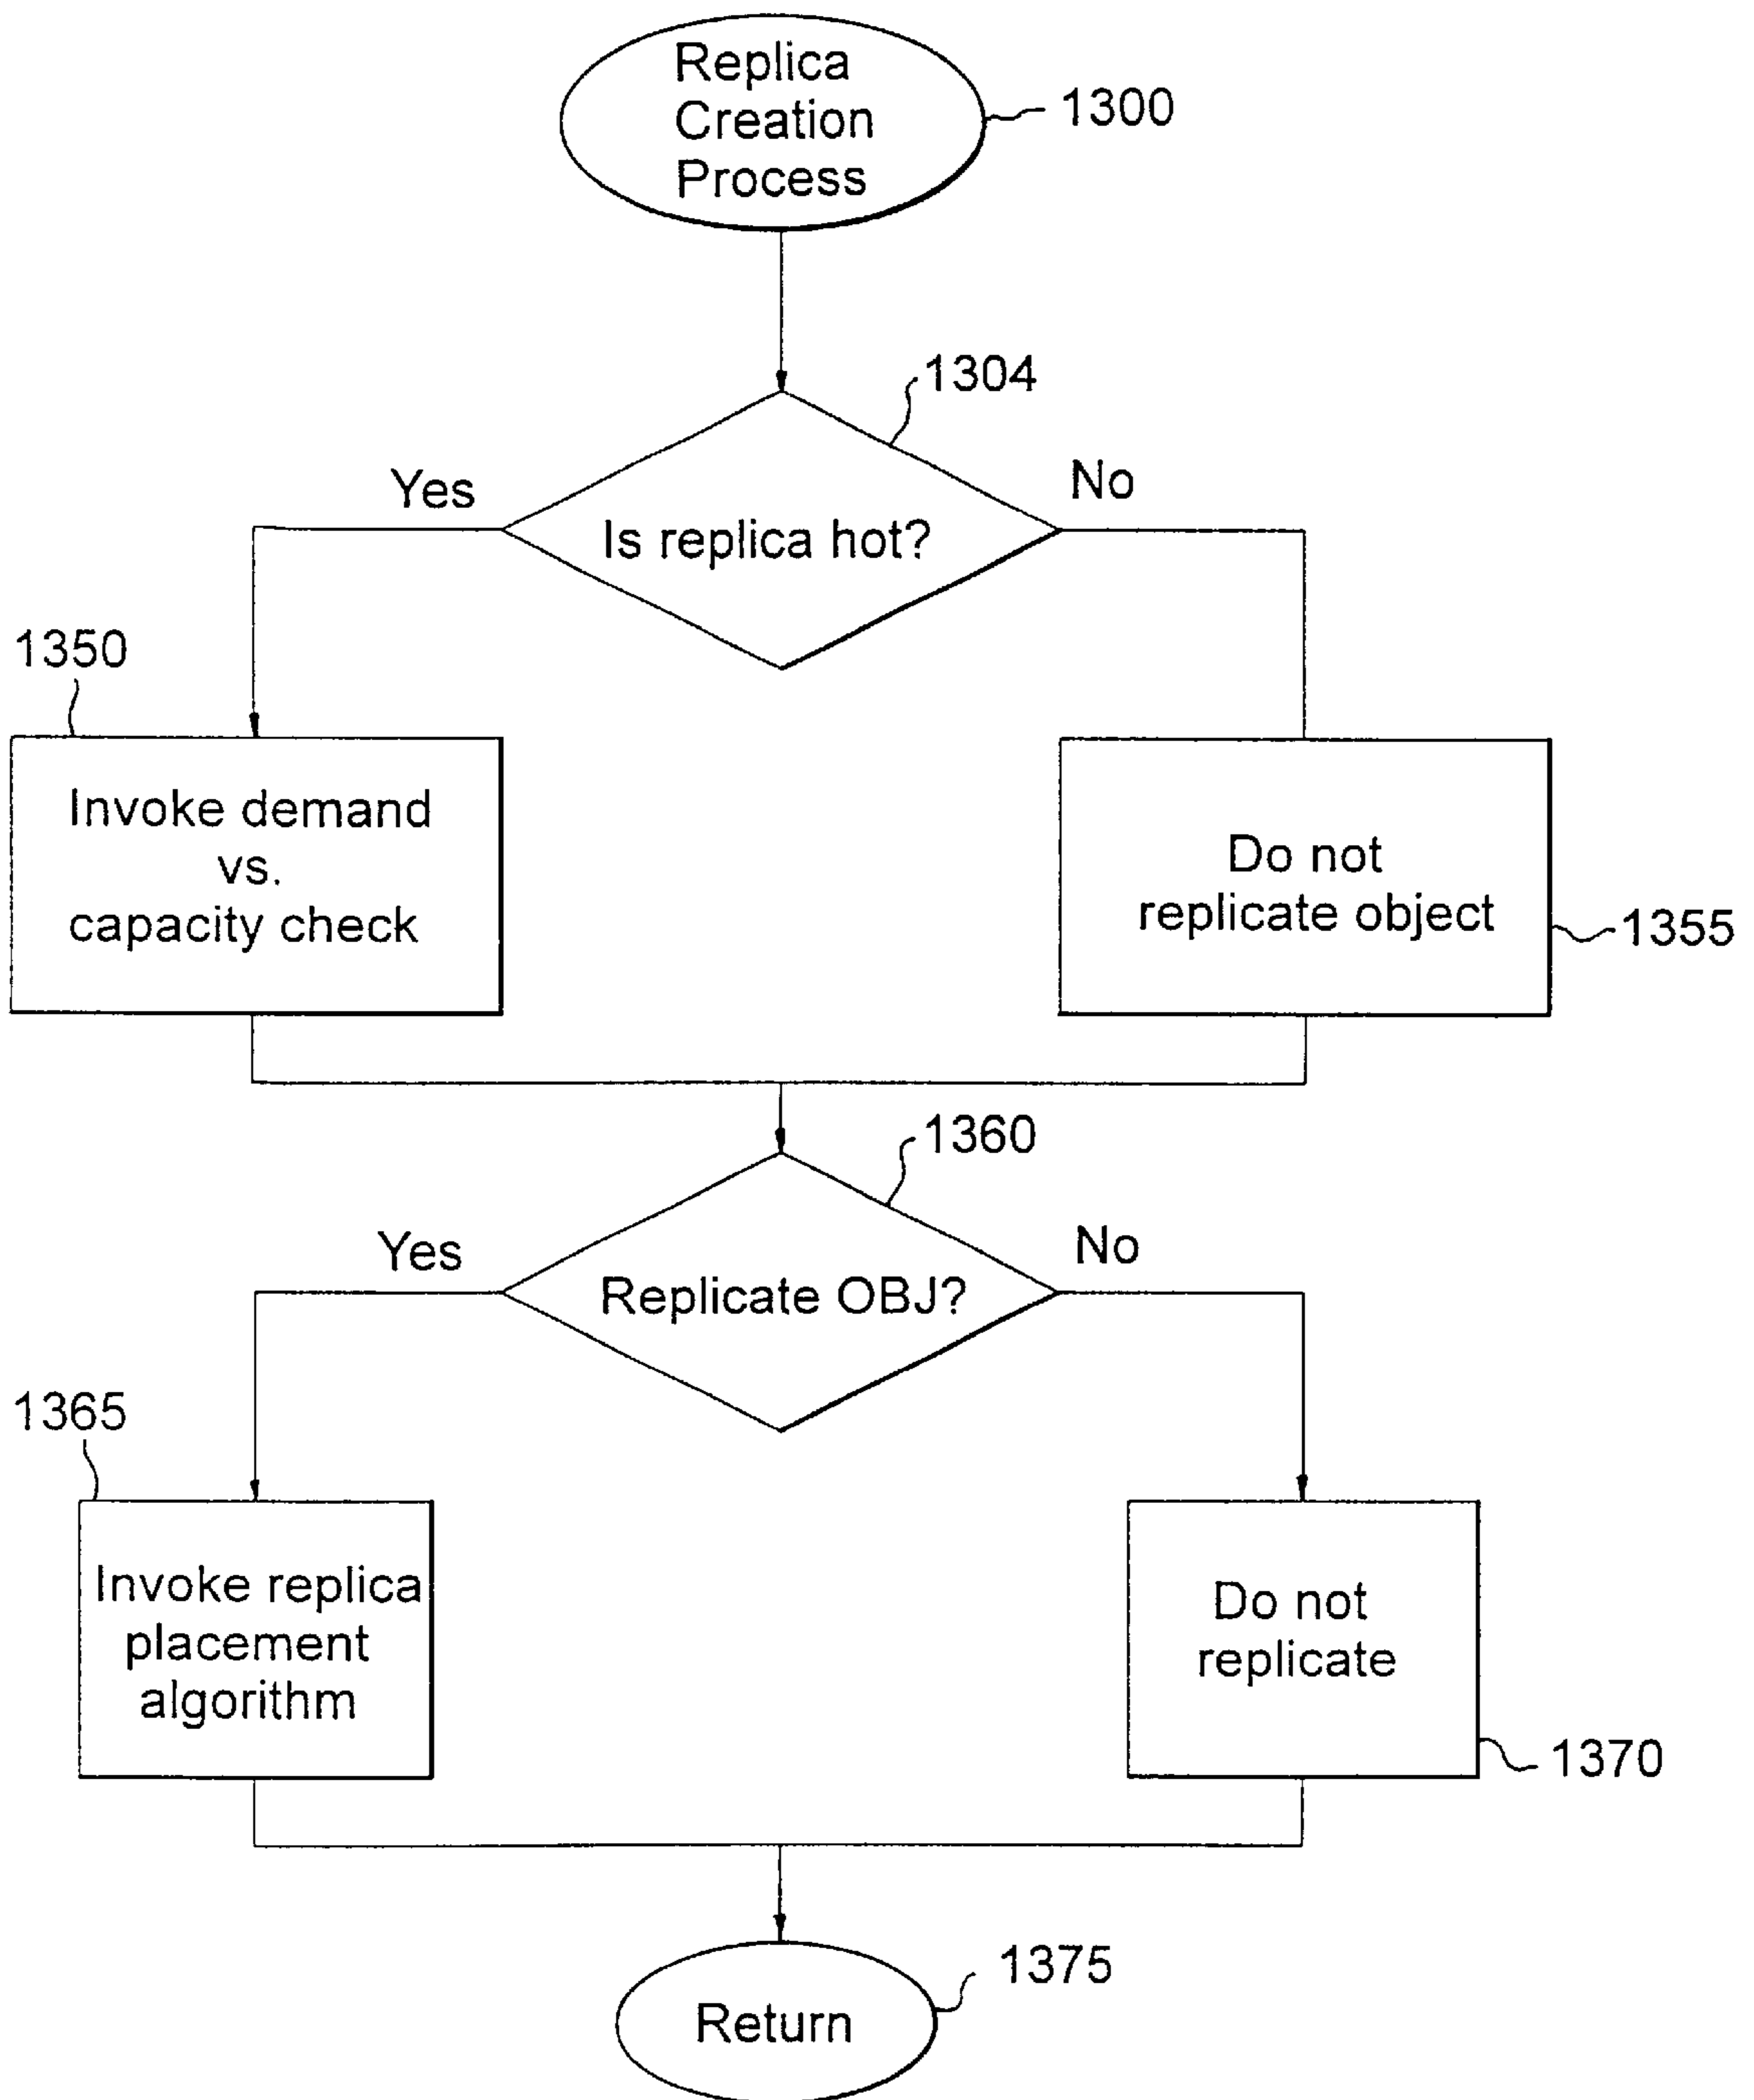 Replica
Creation
Process
1300
1304
Yes
No
Is replica hot?
1350
Invoke demand
vs.
capacity check
Do not
replicate object
1355
1360
Yes
No
Replicate OBJ?
1365
Invoke replica
placement
algorithm
Do not
replicate
1370
1375
Return